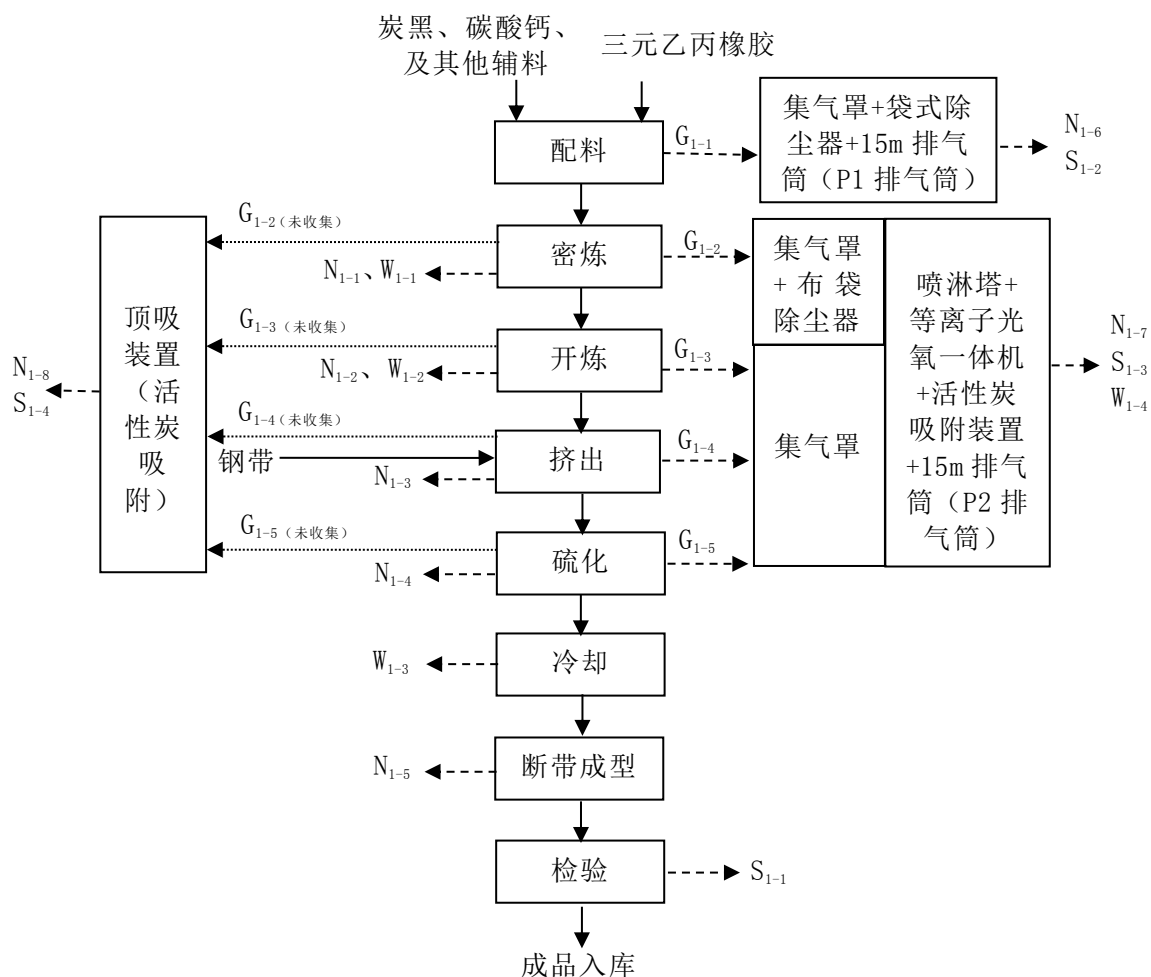 炭黑、碳酸钙、
及其他辅料
三元乙丙橡胶
配料
G1-1
集气罩+袋式除
尘器+15m 排气
筒（P1 排气筒）
N1-6
S1-2
G1-2（未收集）
密炼
G1-2
N1-1、W1-1
集气罩
+ 布 袋
除尘器
顶吸
装置
（活
性炭
吸
附）
N1-8
S1-4
G1-3（未收集）
开炼
G1-3
N1-2、W1-2
喷淋塔+
等离子光
氧一体机
+活性炭
吸附装置
+15m 排气
筒（P2 排
气筒）
N1-7
S1-3
W1-4
G1-4（未收集）
钢带
挤出
G1-4
N1-3
集气罩
G1-5（未收集）
硫化
G1-5
N1-4
冷却
W1-3
断带成型
N1-5
检验
S1-1
成品入库